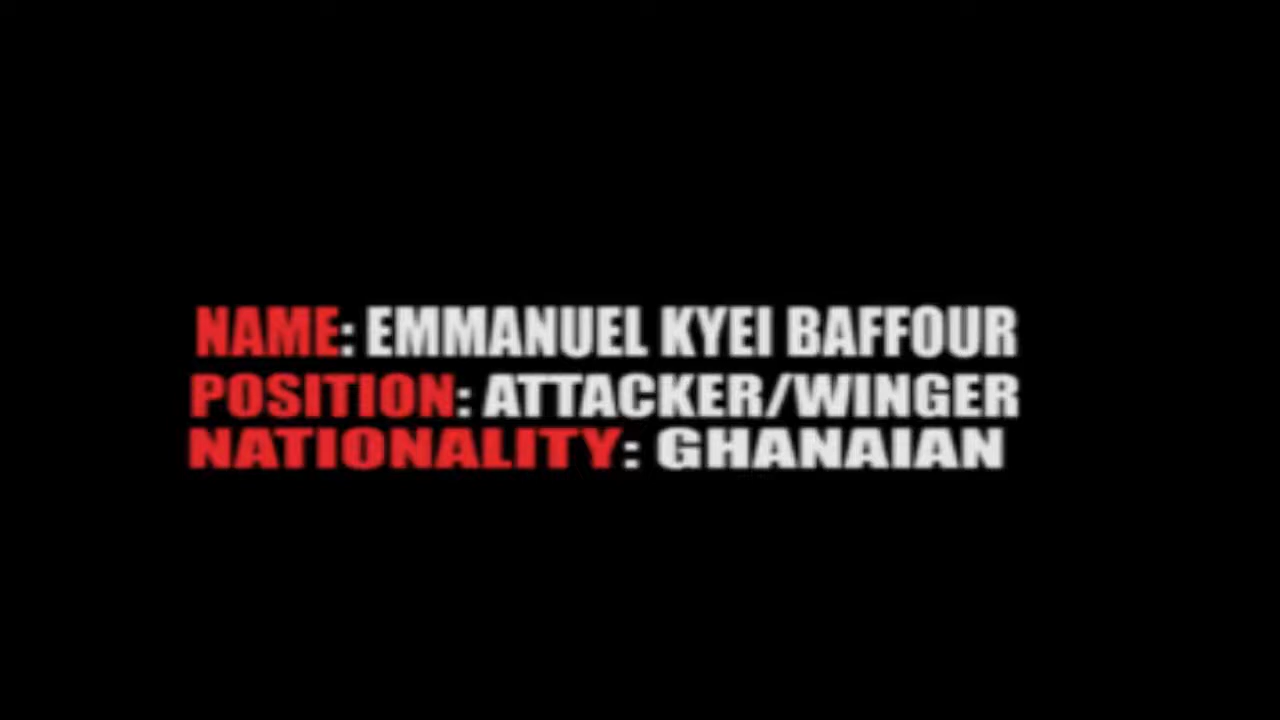 NAME: EMMANUEL KYEI BAFFOUR
POSITION: ATTACKER/WINGER
NATIONALITY: GHANAIAN